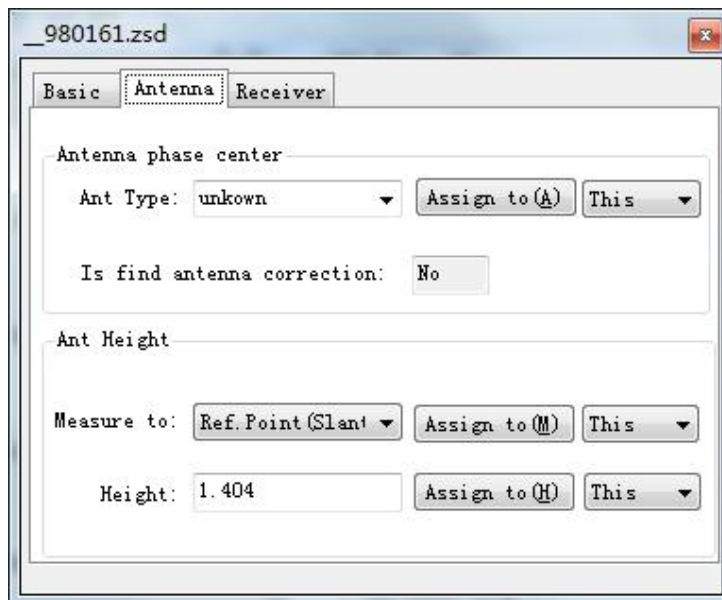 __980161.zsd
Basic Antenna Receiver
Antenna phase center
Ant Type: unkown Assign to(A) This
Is find antenna correction: No
Ant Height
Measure to: Ref.Point(Slant Assign to(M) This
Height: 1.404 Assign to(H) This